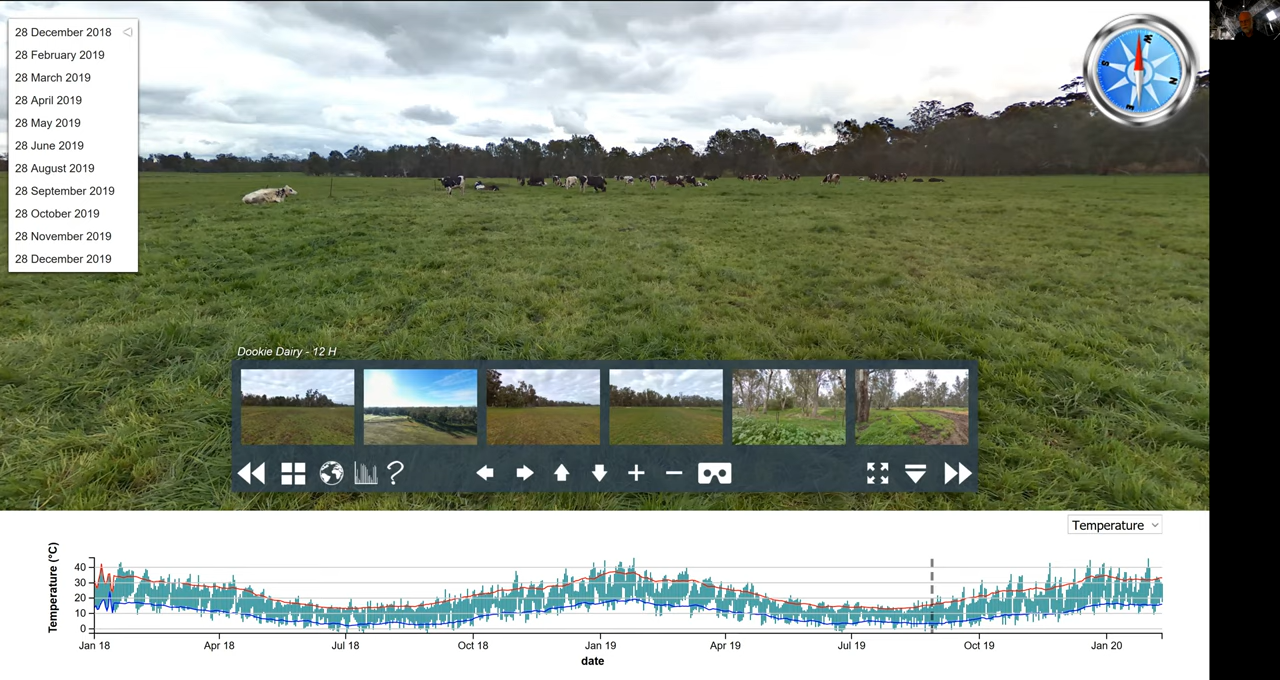 28 December 2018
28 February 2019
28 March 2019
28 April 2019
28 May 2019
28 June 2019
28 August 2019
28 September 2019
28 October 2019
28 November 2019
28 December 2019
W
S
N
E
Dookie Dairy - 12 H
?
Temperature
Temperature (°C)
40
30
20
10
0
Jan 18
Apr 18
Jul 18
Oct 18
Jan 19
Apr 19
Jul 19
Oct 19
Jan 20
date